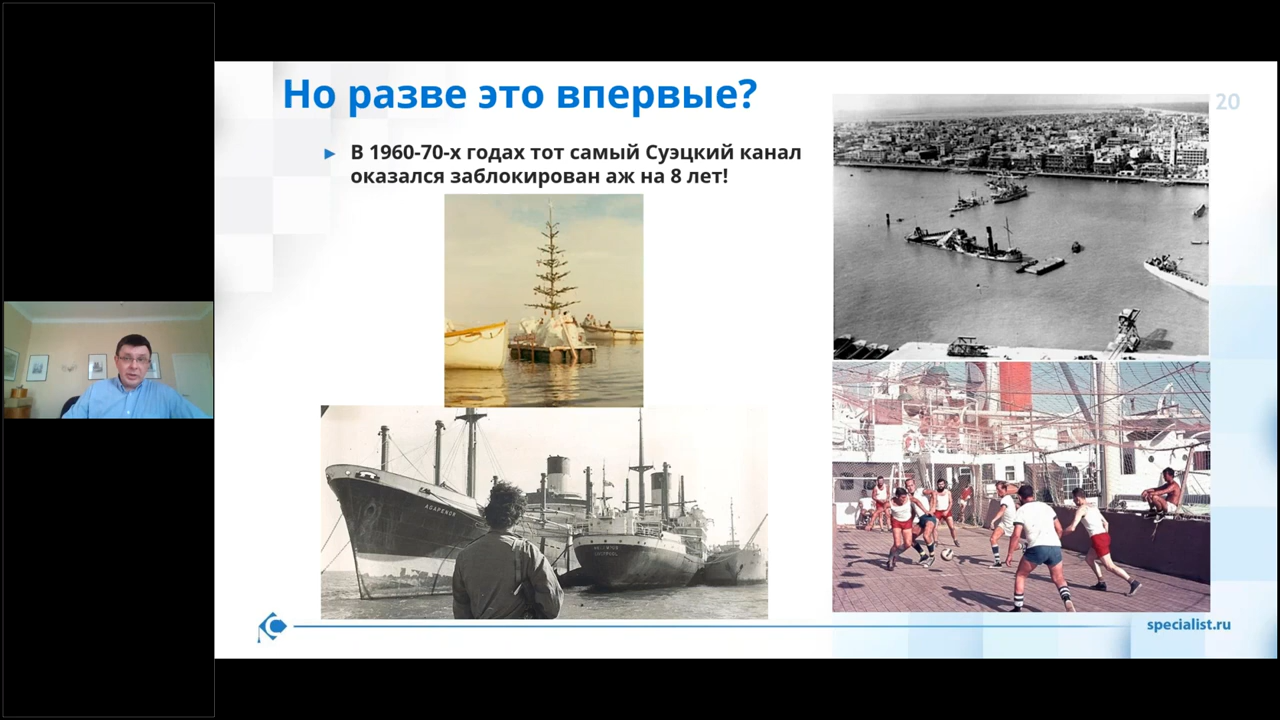 Но разве это впервые?
20
► В 1960-70-х годах тот самый Суэцкий канал
оказался заблокирован аж на 8 лет!
AGAPENOR
specialist.ru